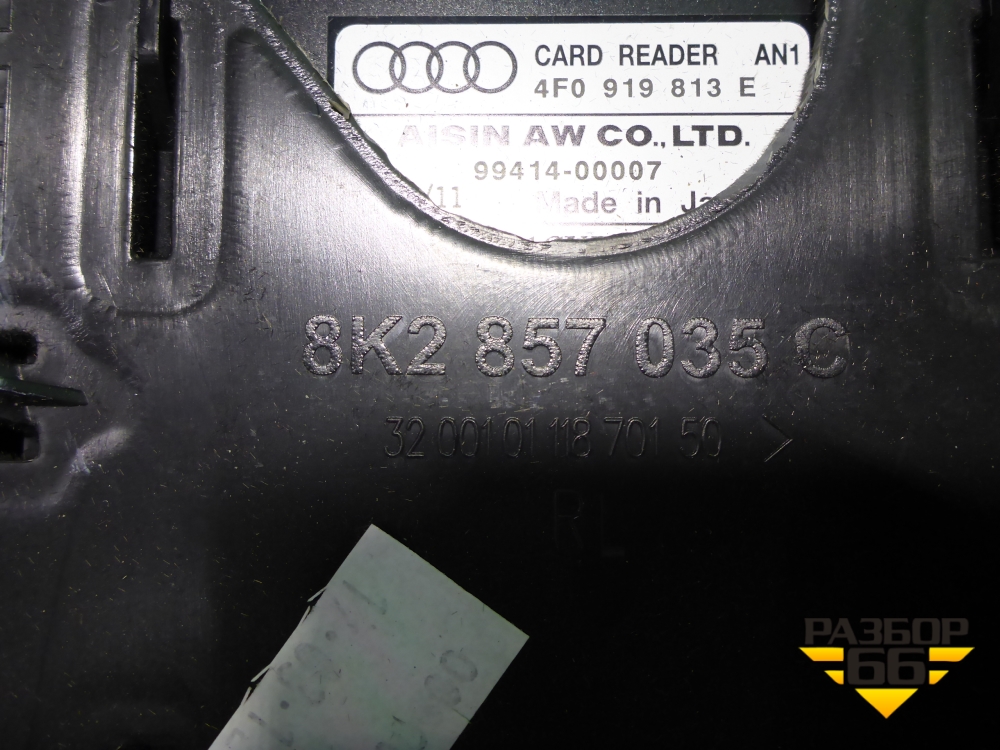 CARD READER AN1
4F0 919 813 E
AISIN AW CO.,LTD.
99414-00007
(11 Made in
8K2 857 035 C
32 001 01 118 701 50 >
RL
РАЗБОР
66